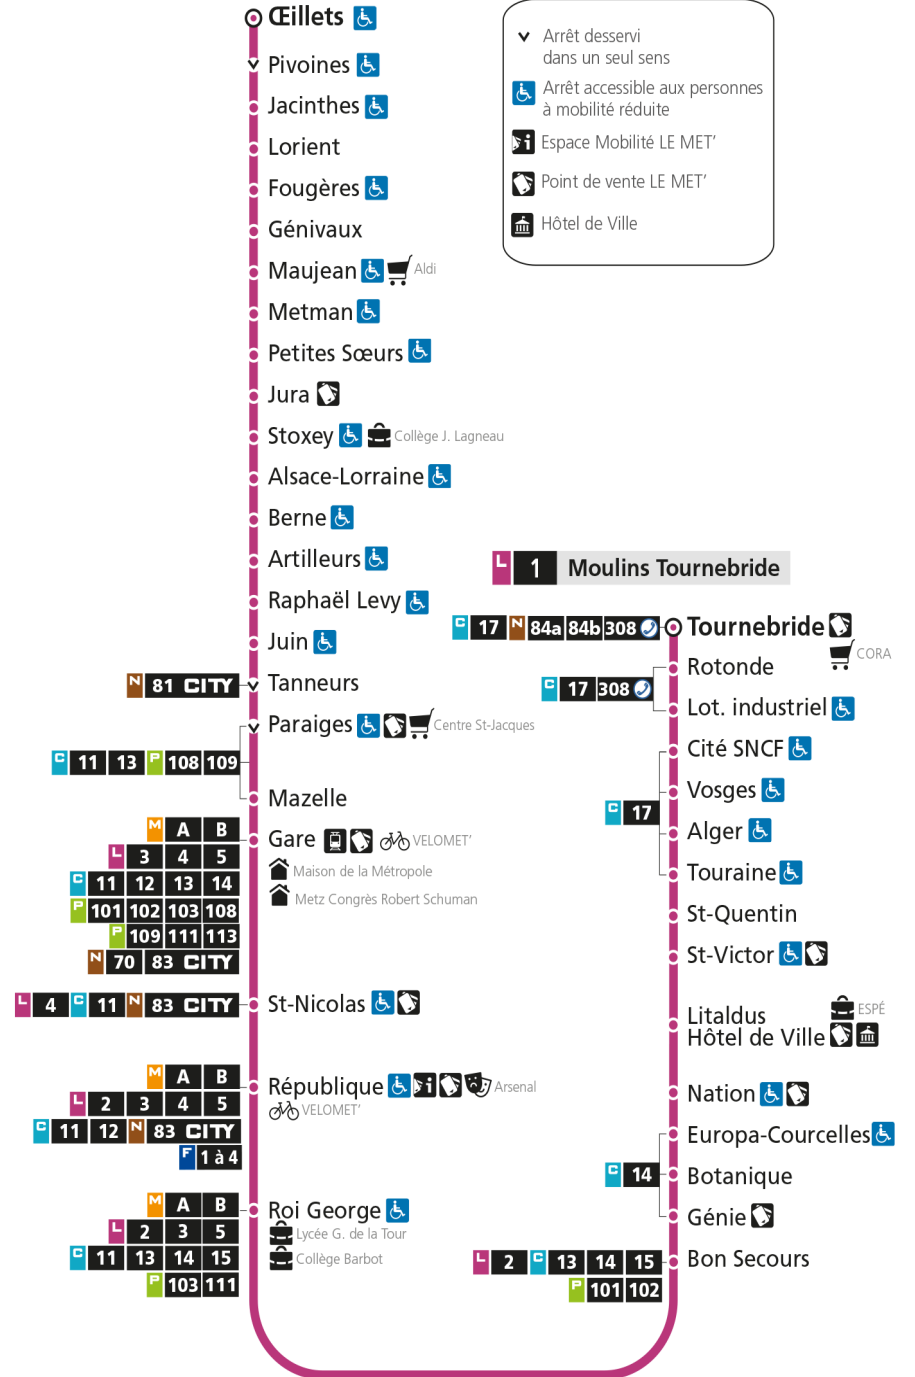 Œillets
Pivoines
Jacinthes
Lorient
Fougères
Génivaux
Maujean Aldi
Metman
Petites Sœurs
Jura
Stoxey Collège J. Lagneau
Alsace-Lorraine
Berne
Artilleurs
Raphaël Levy
Juin
N 81 CITY Tanneurs
Paraiges Centre St-Jacques
C 11 13 P 108 109
Mazelle
M A B
Gare VELOMET’
L 3 4 5
Maison de la Métropole
C 11 12 13 14
Metz Congrès Robert Schuman
P 101 102 103 108
P 109 111 113
N 70 83 CITY
L 4 C 11 N 83 CITY St-Nicolas
M A B
République i Arsenal
L 2 3 4 5
VELOMET’
C 11 12 N 83 CITY
F 1 à 4
M A B
Roi George
L 2 3 5
Lycée G. de la Tour
C 11 13 14 15
Collège Barbot
P 103 111
Arrêt desservi
dans un seul sens
Arrêt accessible aux personnes
à mobilité réduite
i Espace Mobilité LE MET’
Point de vente LE MET’
Hôtel de Ville
L 1 Moulins Tournebride
C 17 N 84a 84b 308 Tournebride
CORA
Rotonde
C 17 308
Lot. industriel
Cité SNCF
Vosges
C 17
Alger
Touraine
St-Quentin
St-Victor
Litaldus ESPÉ
Hôtel de Ville
Nation
Europa-Courcelles
C 14 Botanique
Génie
L 2 C 13 14 15 Bon Secours
P 101 102